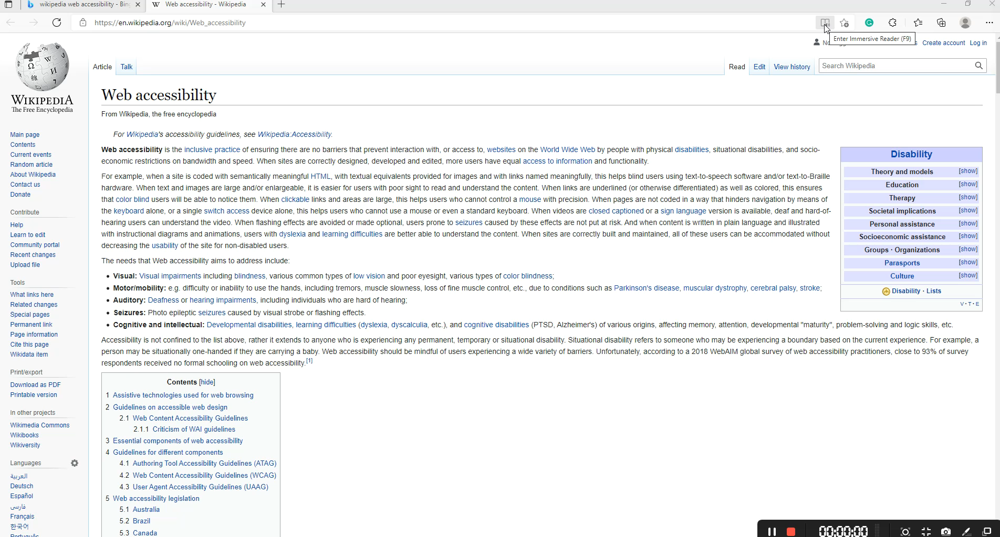 wikipedia web accessibility - Bing
Web accessibility - Wikipedia
https://en.wikipedia.org/wiki/Web_accessibility
Enter Immersive Reader (F9)
Create account Log in
Article Talk
Read Edit View history
Search Wikipedia
WIKIPEDIA
The Free Encyclopedia
Main page
Contents
Current events
Random article
About Wikipedia
Contact us
Donate
Contribute
Help
Learn to edit
Community portal
Recent changes
Upload file
Tools
What links here
Related changes
Special pages
Permanent link
Page information
Cite this page
Wikidata item
Print/export
Download as PDF
Printable version
In other projects
Wikimedia Commons
Wikibooks
Wikiversity
Languages
العربية
Deutsch
Español
فارسی
Français
한국어
Português
Web accessibility
From Wikipedia, the free encyclopedia
For Wikipedia's accessibility guidelines, see Wikipedia:Accessibility.
Web accessibility is the inclusive practice of ensuring there are no barriers that prevent interaction with, or access to, websites on the World Wide Web by people with physical disabilities, situational disabilities, and socio-
economic restrictions on bandwidth and speed. When sites are correctly designed, developed and edited, more users have equal access to information and functionality.
For example, when a site is coded with semantically meaningful HTML, with textual equivalents provided for images and with links named meaningfully, this helps blind users using text-to-speech software and/or text-to-Braille
hardware. When text and images are large and/or enlargeable, it is easier for users with poor sight to read and understand the content. When links are underlined (or otherwise differentiated) as well as colored, this ensures
that color blind users will be able to notice them. When clickable links and areas are large, this helps users who cannot control a mouse with precision. When pages are not coded in a way that hinders navigation by means of
the keyboard alone, or a single switch access device alone, this helps users who cannot use a mouse or even a standard keyboard. When videos are closed captioned or a sign language version is available, deaf and hard-of-
hearing users can understand the video. When flashing effects are avoided or made optional, users prone to seizures caused by these effects are not put at risk. And when content is written in plain language and illustrated
with instructional diagrams and animations, users with dyslexia and learning difficulties are better able to understand the content. When sites are correctly built and maintained, all of these users can be accommodated without
decreasing the usability of the site for non-disabled users.
The needs that Web accessibility aims to address include:
• Visual: Visual impairments including blindness, various common types of low vision and poor eyesight, various types of color blindness;
• Motor/mobility: e.g. difficulty or inability to use the hands, including tremors, muscle slowness, loss of fine muscle control, etc., due to conditions such as Parkinson's disease, muscular dystrophy, cerebral palsy, stroke;
• Auditory: Deafness or hearing impairments, including individuals who are hard of hearing;
• Seizures: Photo epileptic seizures caused by visual strobe or flashing effects.
• Cognitive and intellectual: Developmental disabilities, learning difficulties (dyslexia, dyscalculia, etc.), and cognitive disabilities (PTSD, Alzheimer's) of various origins, affecting memory, attention, developmental "maturity", problem-solving and logic skills, etc.
Accessibility is not confined to the list above, rather it extends to anyone who is experiencing any permanent, temporary or situational disability. Situational disability refers to someone who may be experiencing a boundary based on the current experience. For example, a
person may be situationally one-handed if they are carrying a baby. Web accessibility should be mindful of users experiencing a wide variety of barriers. Unfortunately, according to a 2018 WebAIM global survey of web accessibility practitioners, close to 93% of survey
respondents received no formal schooling on web accessibility.[1]
Disability
Theory and models [show]
Education [show]
Therapy [show]
Societal implications [show]
Personal assistance [show]
Socioeconomic assistance [show]
Groups · Organizations [show]
Parasports [show]
Culture [show]
Disability · Lists
V · T · E
Contents [hide]
1 Assistive technologies used for web browsing
2 Guidelines on accessible web design
2.1 Web Content Accessibility Guidelines
2.1.1 Criticism of WAI guidelines
3 Essential components of web accessibility
4 Guidelines for different components
4.1 Authoring Tool Accessibility Guidelines (ATAG)
4.2 Web Content Accessibility Guidelines (WCAG)
4.3 User Agent Accessibility Guidelines (UAAG)
5 Web accessibility legislation
5.1 Australia
5.2 Brazil
5.3 Canada
00:00:00